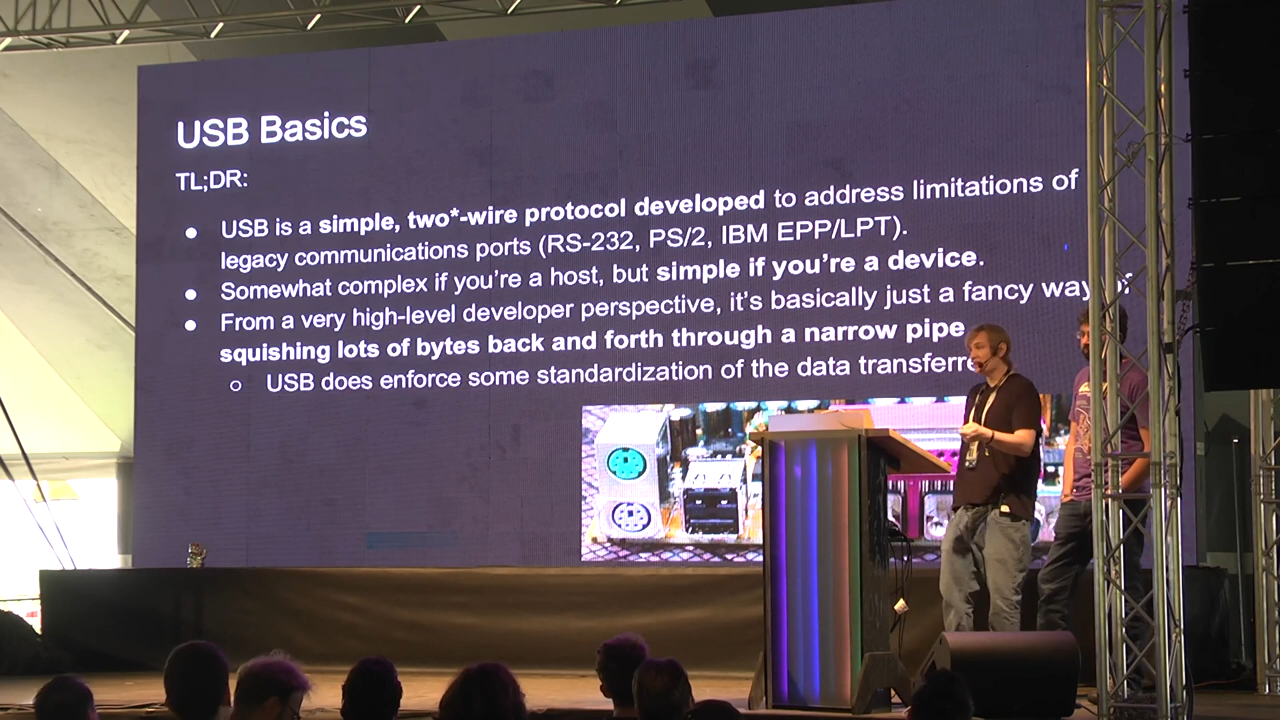 USB Basics
TL;DR:
● USB is a simple, two*-wire protocol developed to address limitations of
legacy communications ports (RS-232, PS/2, IBM EPP/LPT).
● Somewhat complex if you're a host, but simple if you're a device.
● From a very high-level developer perspective, it's basically just a fancy way of
squishing lots of bytes back and forth through a narrow pipe
○ USB does enforce some standardization of the data transferre